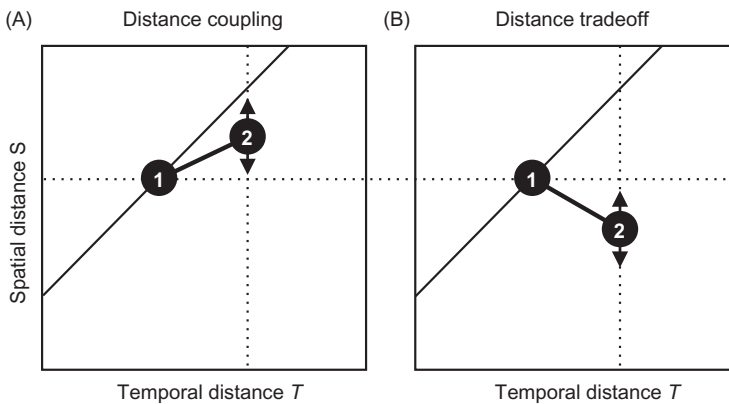 (A) Distance coupling
(B) Distance tradeoff
Spatial distance S
1
2
1
2
Temporal distance T
Temporal distance T